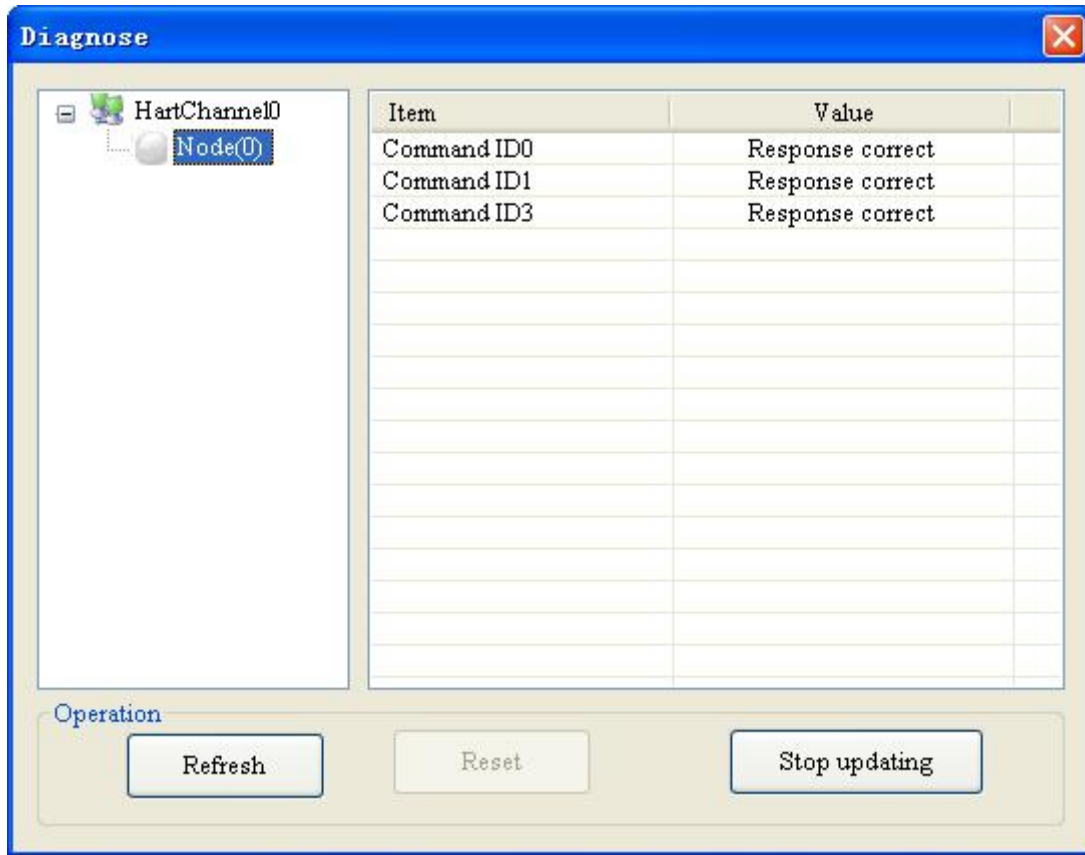 Diagnose
HartChannel0
Node(0)
Item Value
Command ID0 Response correct
Command ID1 Response correct
Command ID3 Response correct
Operation
Refresh Reset Stop updating